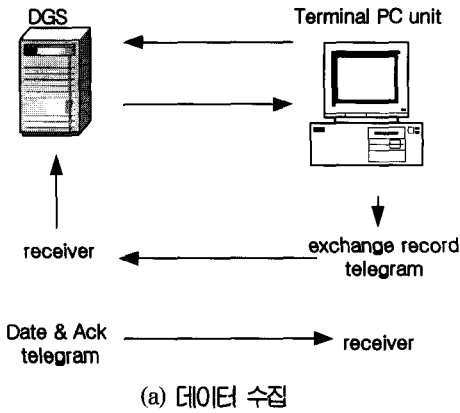 DGS
Terminal PC unit
receiver
exchange record
telegram
Date & Ack
telegram
receiver
(a) 데이터 수집